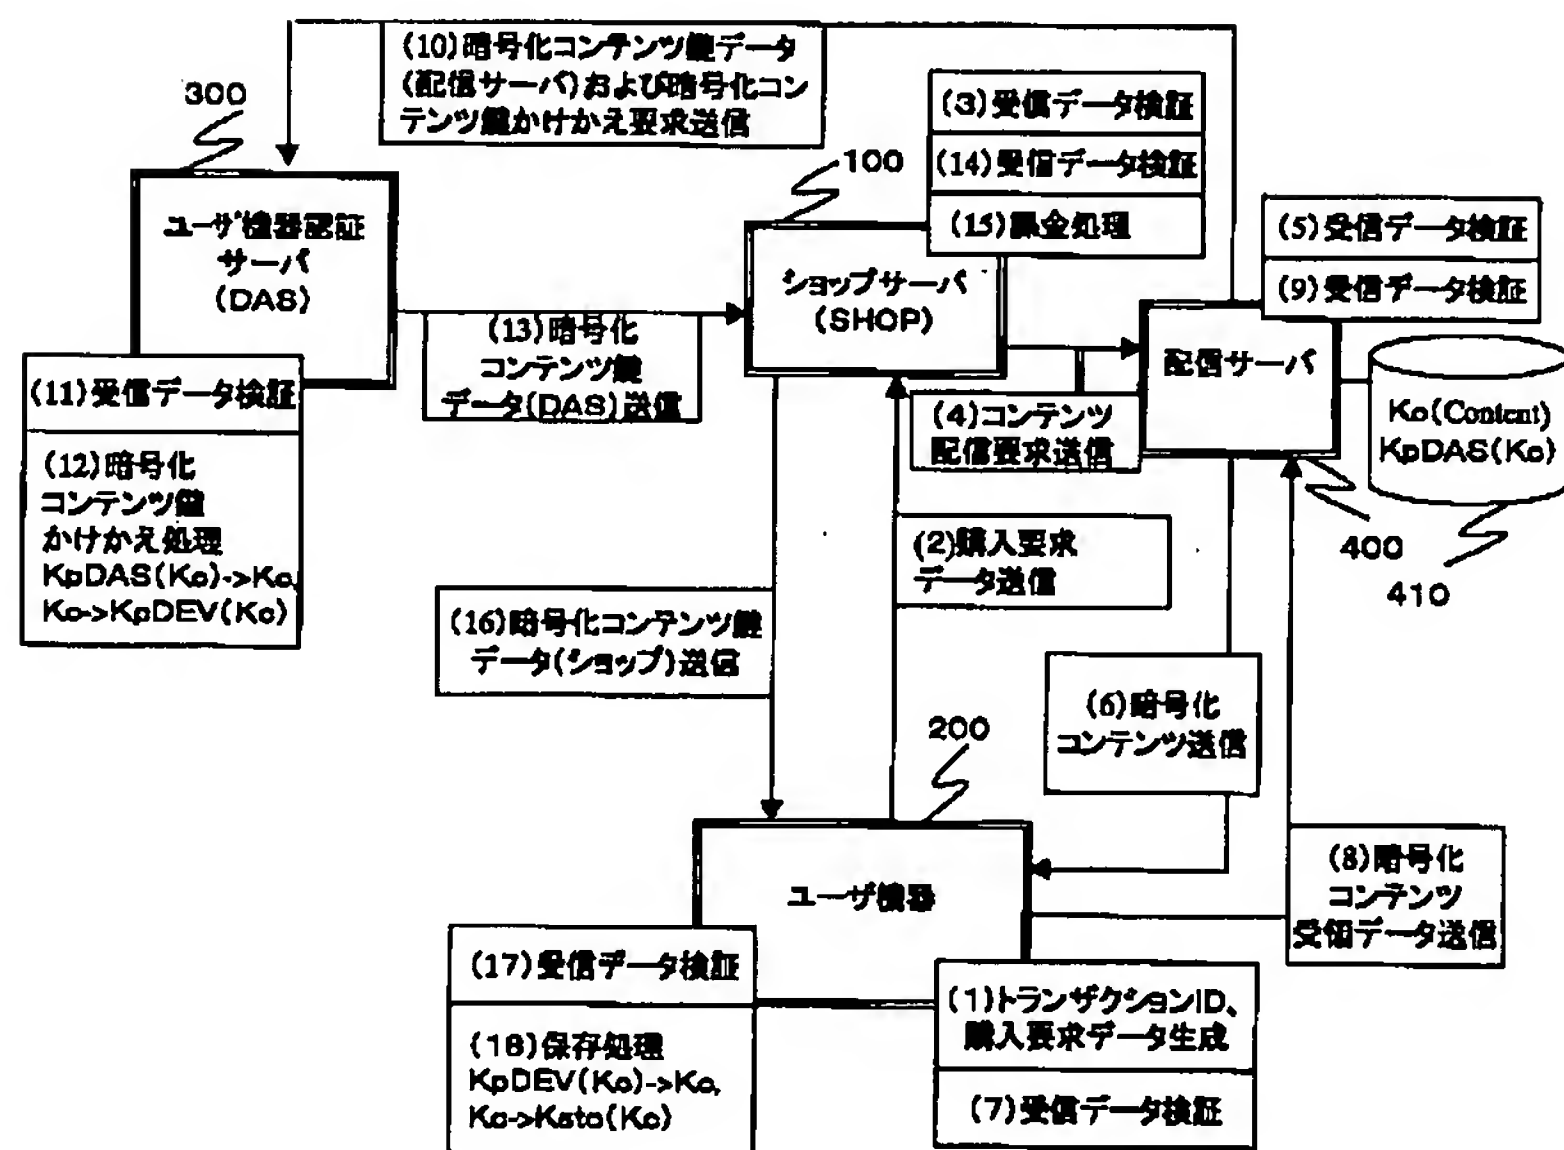 (10)暗号化コンテンツ鍵データ
(配信サーバ)および暗号化コン
テンツ鍵かけかえ要求送信
300
ユーザ機器認証
サーバ
(DAS)
100
(3)受信データ検証
(14)受信データ検証
(15)課金処理
ショップサーバ
(SHOP)
(5)受信データ検証
(9)受信データ検証
配信サーバ
Kc(Content)
KpDAS(Kc)
400
410
(13)暗号化
コンテンツ鍵
データ(DAS)送信
(4)コンテンツ
配信要求送信
(11)受信データ検証
(12)暗号化
コンテンツ鍵
かけかえ処理
KpDAS(Kc)->Kc,
Kc->KpDEV(Kc)
(2)購入要求
データ送信
(16)暗号化コンテンツ鍵
データ(ショップ)送信
(6)暗号化
コンテンツ送信
200
ユーザ機器
(8)暗号化
コンテンツ
受信データ送信
(17)受信データ検証
(18)保存処理
KpDEV(Kc)->Kc,
Kc->Ksto(Kc)
(1)トランザクションID、
購入要求データ生成
(7)受信データ検証